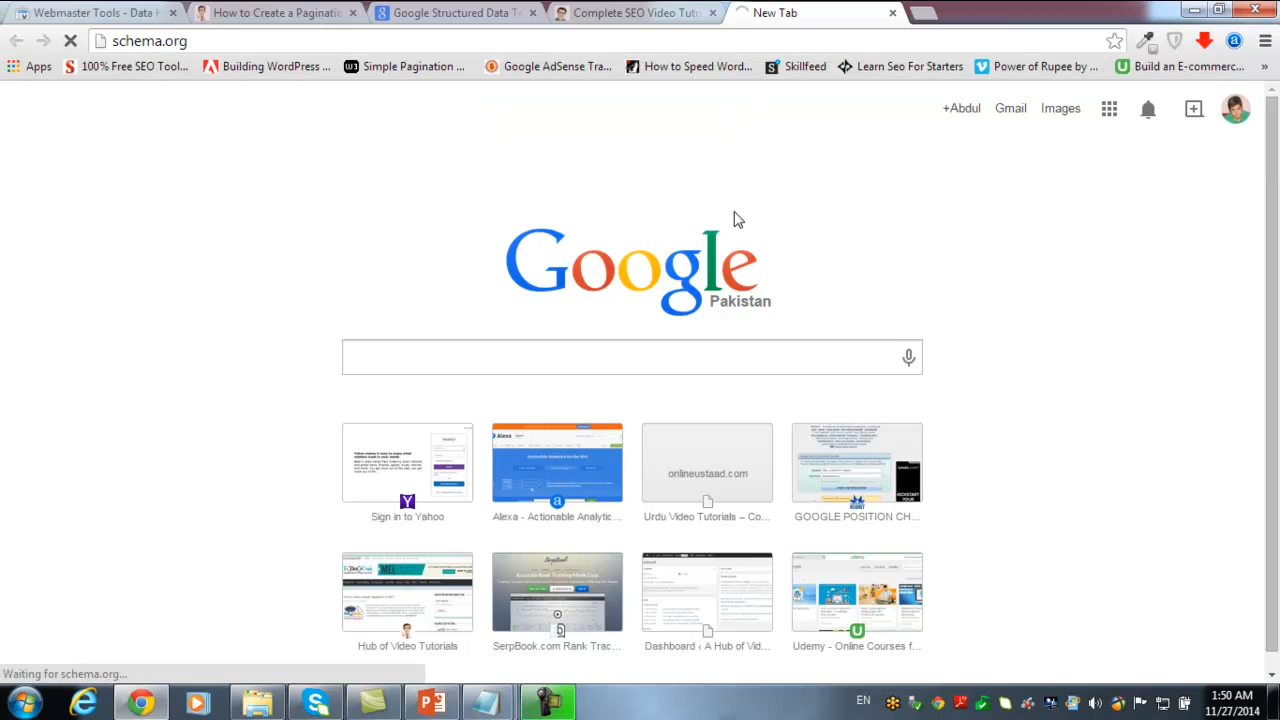 Webmaster Tools - Data
How to Create a Paginatio
Google Structured Data T
Complete SEO Video Tuto
New Tab
schema.org
Apps
100% Free SEO Tool...
Building WordPress ...
Simple Pagination ...
Google AdSense Tra...
How to Speed Word...
Skillfeed
Learn Seo For Starters
Power of Rupee by ...
Build an E-commerc...
+Abdul
Gmail
Images
Google
Pakistan
onlineustaad.com
Sign in to Yahoo
Alexa - Actionable Analytic...
Urdu Video Tutorials – Co...
GOOGLE POSITION CH...
Hub of Video Tutorials
SerpBook.com Rank Trac...
Dashboard ‹ A Hub of Vid...
Udemy - Online Courses f...
Waiting for schema.org...
EN
1:50 AM
11/27/2014